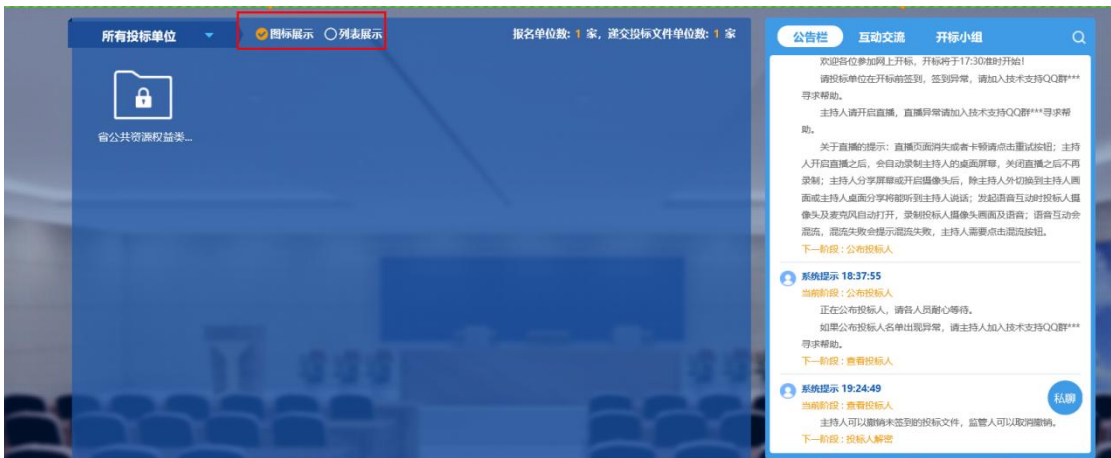 所有投标单位
图标展示 列表展示
报名单位数: 1 家, 递交投标文件单位数: 1 家
省公共资源权益类...
公告栏 互动交流 开标小组
欢迎各位参加网上开标, 开标将于17:30准时开始!
请投标单位在开标前签到, 签到异常, 请加入技术支持QQ群***
寻求帮助。
主持人请开启直播, 直播异常请加入技术支持QQ群***寻求帮
助。
关于直播的提示: 直播页面消失或者卡顿请点击重试按钮; 主持
人开启直播之后, 会自动录制主持人的桌面屏幕, 关闭直播之后不再
录制; 主持人分享屏幕或开启摄像头后, 除主持人外切换到主持人画
面或主持人桌面分享将能听到主持人说话; 发起语音互动时投标人摄
像头及麦克风自动打开, 录制投标人摄像头画面及语音; 语音互动会
混流, 混流失败会提示混流失败, 主持人需要点击混流按钮。
下一阶段 : 公布投标人
系统提示 18:37:55
当前阶段 : 公布投标人
正在公布投标人, 请各人员耐心等待。
如果公布投标人名单出现异常, 请主持人加入技术支持QQ群***
寻求帮助。
下一阶段 : 查看投标人
系统提示 19:24:49
当前阶段 : 查看投标人
主持人可以撤销未签到的投标文件, 监管人可以取消撤销。
下一阶段 : 投标人解密
私聊